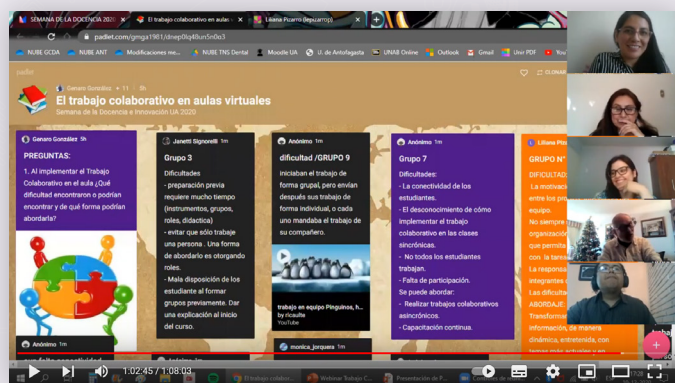 SEMANA DE LA DOCENCIA 2020
El trabajo colaborativo en aulas
Liliana Pizarro (lepizarrop)
padlet.com/gmga1981/dnep0lq40un5n0a3
NUBE GCDA
NUBE ANT
Modificaciones me...
NUBE TNS Dental
Moodle UA
U. de Antofagasta
UNAB Online
Outlook
Gmail
Univ PDF
padlet
CLONAR
Genaro González + 11 5h
El trabajo colaborativo en aulas virtuales
Semana de la Docencia e Innovación UA 2020
Genaro González 5h
PREGUNTAS:
1. Al implementar el Trabajo
Colaborativo en el aula ¿Qué
dificultad encontraron o podrían
encontrar y de qué forma podrían
abordarla?
Anónimo 1m
Janetti Signorelli 1m
Grupo 3
Dificultades
- preparación previa
requiere mucho tiempo
(instrumentos, grupos,
roles, didactica)
- evitar que sólo trabaje
una persona . Una forma
de abordarlo es otorgando
roles.
- Mala disposición de los
estudiante al formar
grupos previamente. Dar
una explicación al inicio
del curso.
Anónimo 1m
dificultad /GRUPO 9
iniciaban el trabajo de
forma grupal, pero envían
después sus trabajo de
forma individual, o cada
uno mandaba el trabajo de
su compañero.
trabajo en equipo Pinguinos, h...
by ricaulte
YouTube
monica_jorquera 1m
Anónimo 1m
Grupo 7
Dificultades:
- La conectividad de los
estudiantes.
- El desconocimiento de cómo
implementar el trabajo
colaborativo en las clases
sincrónicas.
- No todos los estudiantes
trabajan.
- Falta de participación.
Se puede abordar:
- Realizar trabajos colaborativos
asincrónicos.
- Capacitación continua.
Liliana
GRUPO N°
DIFICULTAD
La motivaci
entre los pro
equipo.
No siempre
organización
que permita
con la tarea
La responsa
integrantes
Las dificulta
ABORDAJE:
Transformar
información, de manera
dinámica, entretenida, con
1:02:45 / 1:08:03